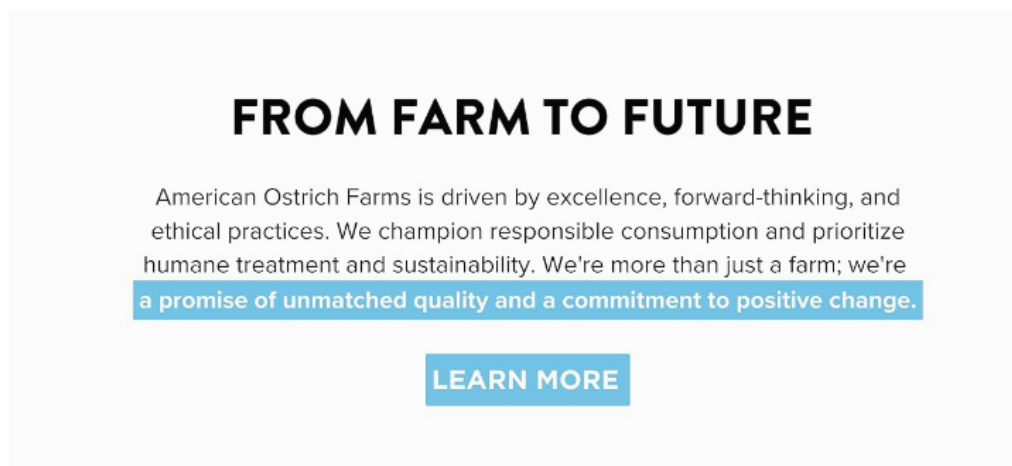 FROM FARM TO FUTURE
American Ostrich Farms is driven by excellence, forward-thinking, and
ethical practices. We champion responsible consumption and prioritize
humane treatment and sustainability. We're more than just a farm; we're
a promise of unmatched quality and a commitment to positive change.
LEARN MORE